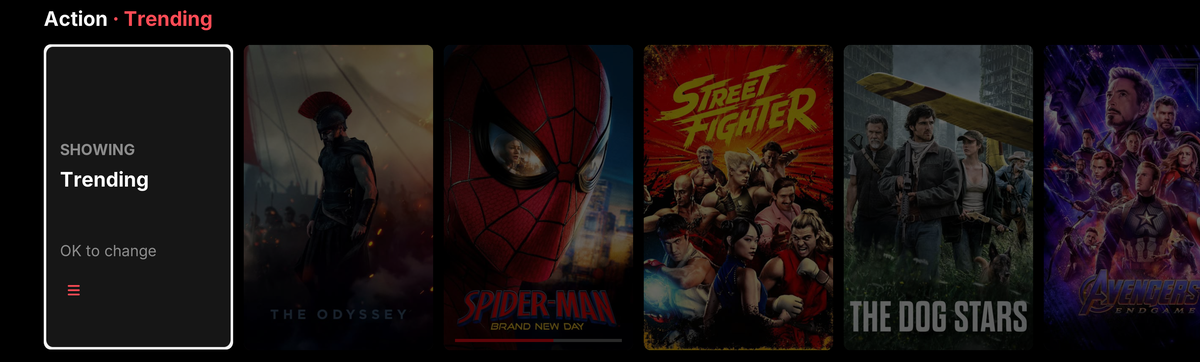 Action · Trending
SHOWING
Trending
OK to change
THE ODYSSEY
SPIDER-MAN
BRAND NEW DAY
STREET
FIGHTER
THE DOG STARS
AVENGERS
ENDGAME